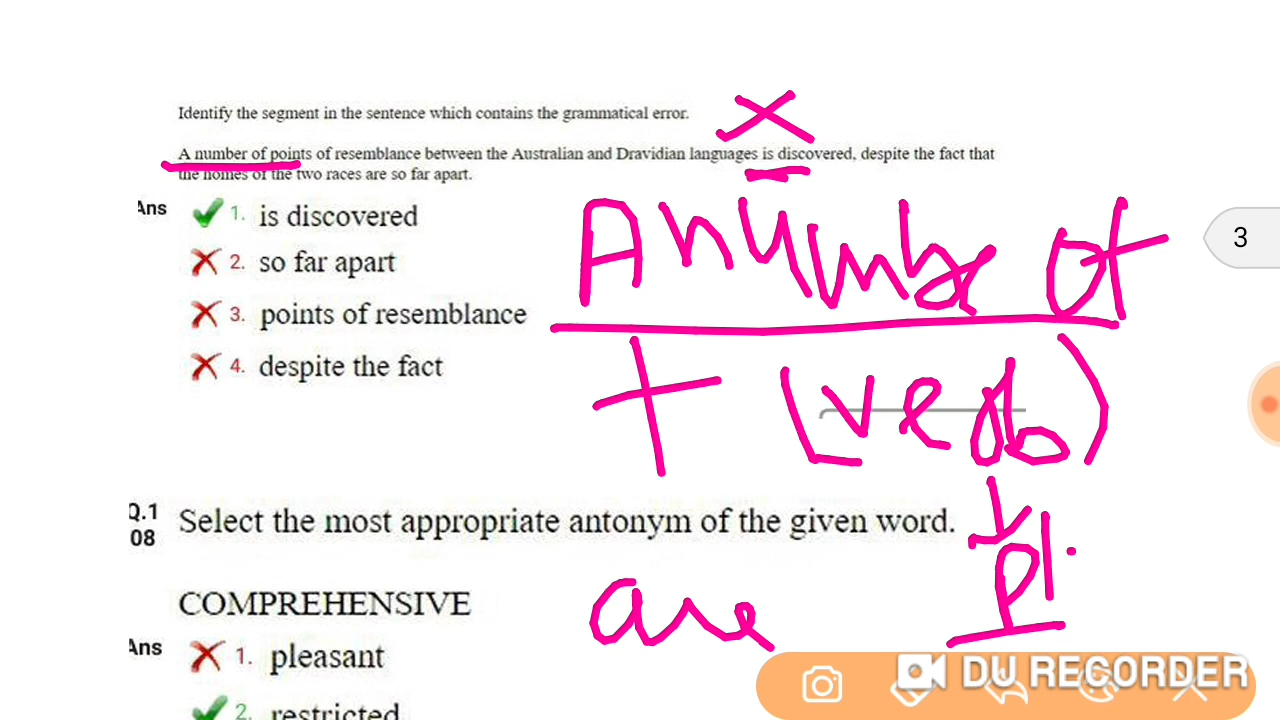 Identify the segment in the sentence which contains the grammatical error.
A number of points of resemblance between the Australian and Dravidian languages is discovered, despite the fact that
the homes of the two races are so far apart.
Ans
1. is discovered
2. so far apart
3. points of resemblance
4. despite the fact
A number of
+ (verb)
pl.
are
3
Q.1
08
Select the most appropriate antonym of the given word.
COMPREHENSIVE
Ans
1. pleasant
2. restricted
DU RECORDER